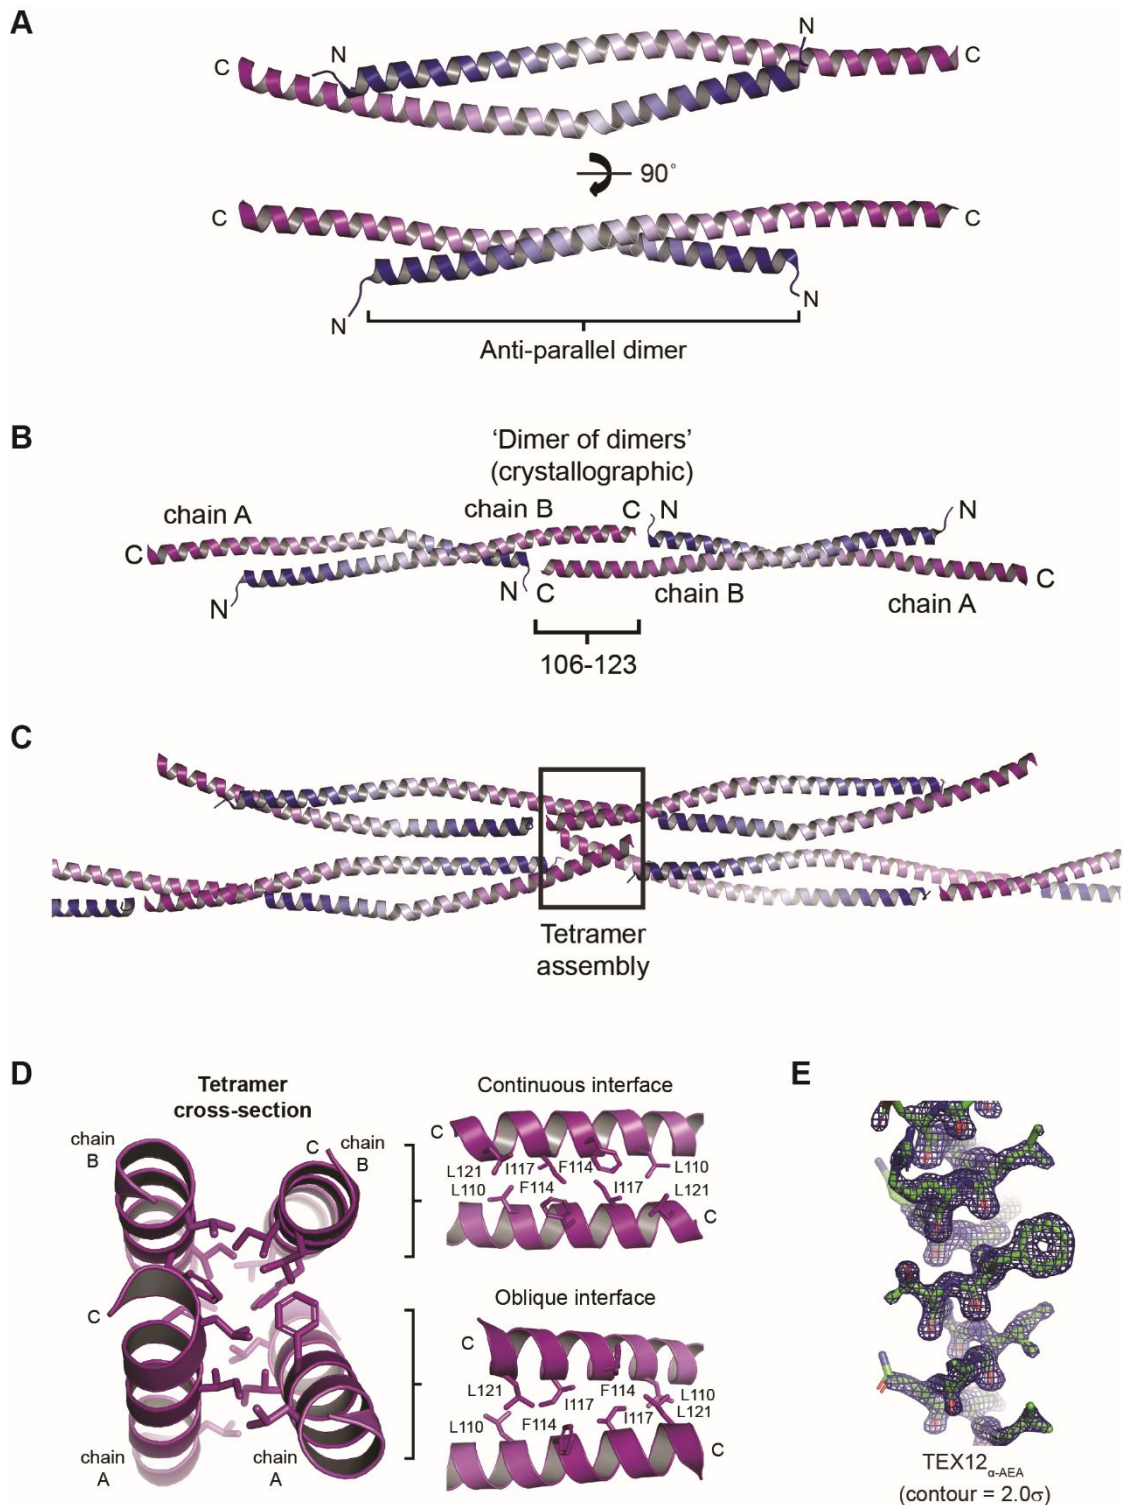 A
N
N
C
C
90°
C
C
N
N
Anti-parallel dimer
B
'Dimer of dimers'
(crystallographic)
chain A
chain B
C
N
N
C
N
N
C
chain B
C
chain A
106-123
C
Tetramer
assembly
D
Tetramer
cross-section
chain
B
C
chain
B
C
chain
A
chain
A
Continuous interface
C
L121
I117
F114
L110
L110
F114
I117
L121
C
Oblique interface
C
L121
I117
F114
L110
L110
F114
I117
L121
C
E
TEX12α-AEA
(contour = 2.0σ)